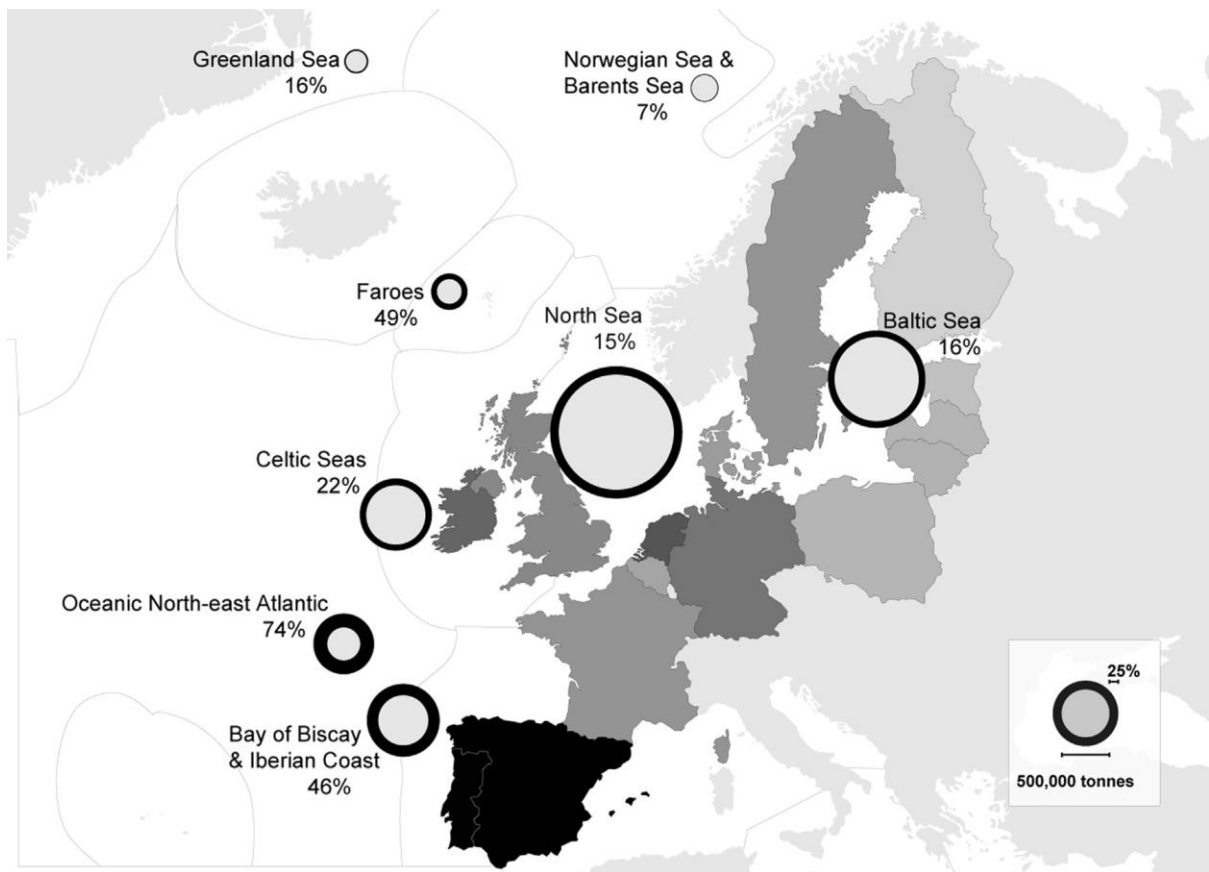 Greenland Sea
16%
Norwegian Sea &
Barents Sea
7%
Faroes
49%
North Sea
15%
Baltic Sea
16%
Celtic Seas
22%
Oceanic North-east Atlantic
74%
Bay of Biscay
& Iberian Coast
46%
25%
500,000 tonnes